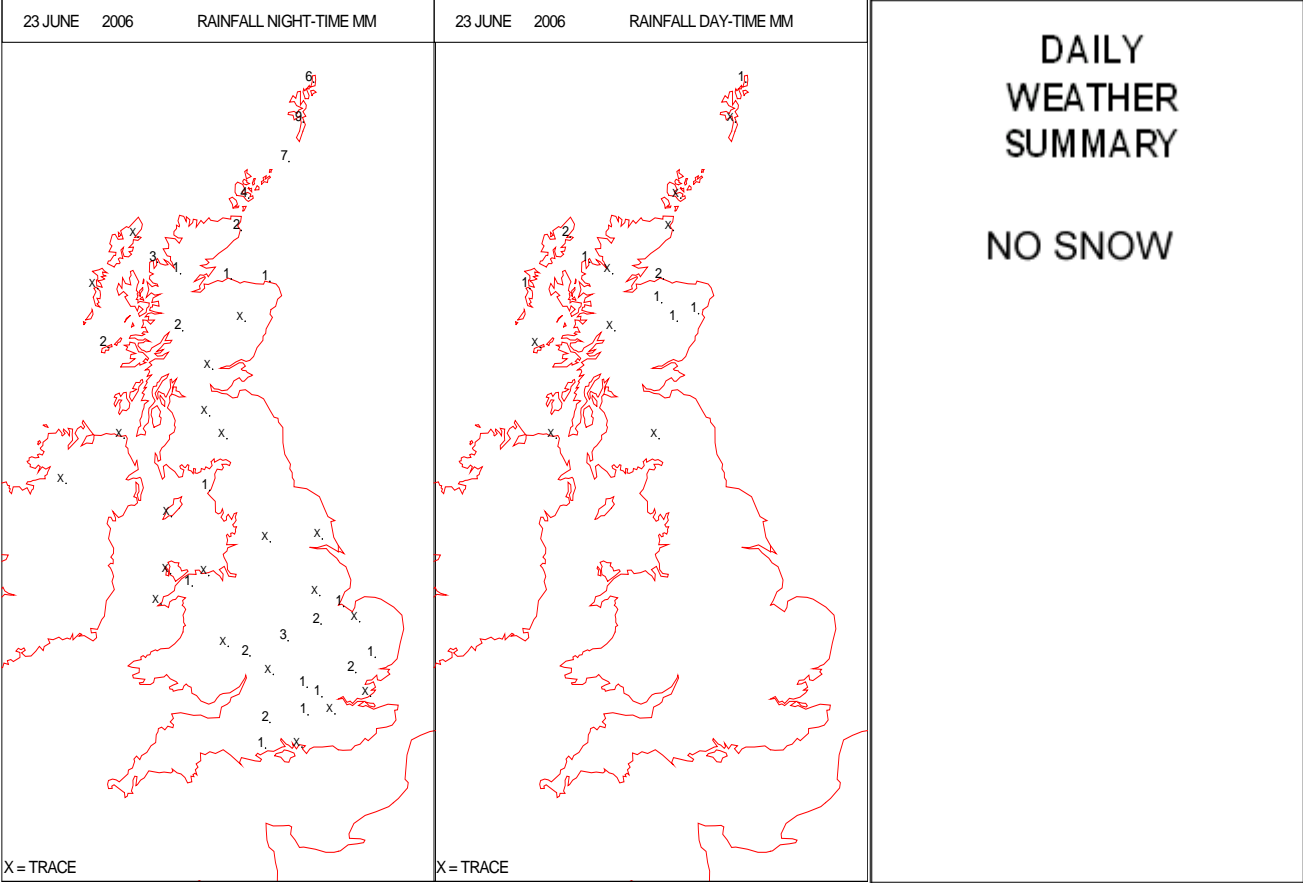 23 JUNE 2006 RAINFALL NIGHT-TIME MM
6
9
7.
4.
2.
X.
3.
1.
1.
1.
X.
X.
2.
2.
X.
X.
X.
X.
X.
1.
X.
X.
X.
X.
X.
1.
X.
X.
1.
X.
2.
3.
X.
2.
1.
2.
X.
1.
1.
X.
X.
1.
2.
1.
X.
X = TRACE
23 JUNE 2006 RAINFALL DAY-TIME MM
1
X.
X.
X.
2.
1.
X.
2.
1.
1.
1.
1.
X.
X.
X.
X.
X = TRACE
DAILY
WEATHER
SUMMARY
NO SNOW